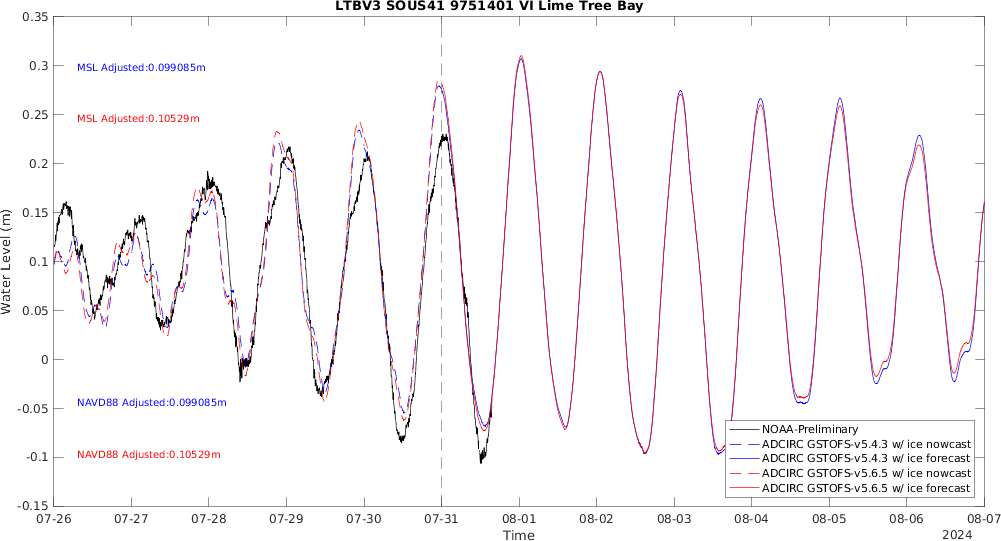 LTBV3 SOUS41 9751401 VI Lime Tree Bay
0.35
0.3
0.25
0.2
0.15
0.1
0.05
0
-0.05
-0.1
-0.15
Water Level (m)
MSL Adjusted:0.099085m
MSL Adjusted:0.10529m
NAVD88 Adjusted:0.099085m
NAVD88 Adjusted:0.10529m
NOAA-Preliminary
ADCIRC GSTOFS-v5.4.3 w/ ice nowcast
ADCIRC GSTOFS-v5.4.3 w/ ice forecast
ADCIRC GSTOFS-v5.6.5 w/ ice nowcast
ADCIRC GSTOFS-v5.6.5 w/ ice forecast
07-26 07-27 07-28 07-29 07-30 07-31 08-01 08-02 08-03 08-04 08-05 08-06 08-07
Time
2024